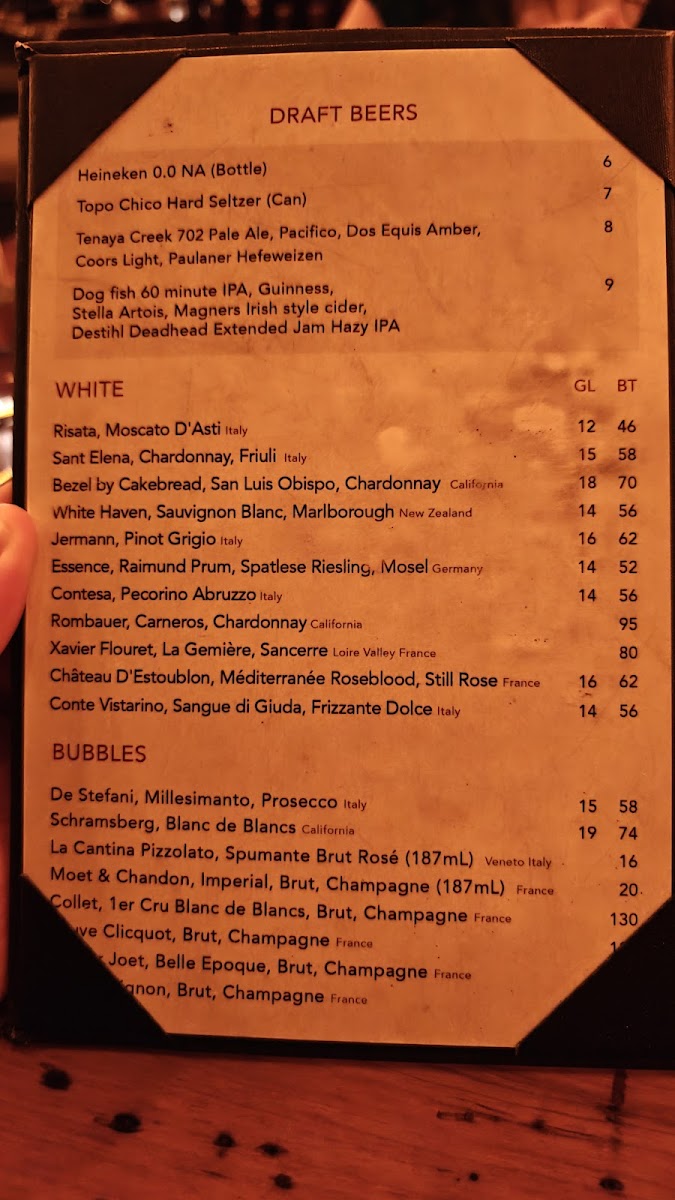 DRAFT BEERS
Heineken 0.0 NA (Bottle) 6
Topo Chico Hard Seltzer (Can) 7
Tenaya Creek 702 Pale Ale, Pacifico, Dos Equis Amber, 8
Coors Light, Paulaner Hefeweizen
Dog fish 60 minute IPA, Guinness, 9
Stella Artois, Magners Irish style cider,
Destihl Deadhead Extended Jam Hazy IPA
WHITE GL BT
Risata, Moscato D'Asti Italy 12 46
Sant Elena, Chardonnay, Friuli Italy 15 58
Bezel by Cakebread, San Luis Obispo, Chardonnay California 18 70
White Haven, Sauvignon Blanc, Marlborough New Zealand 14 56
Jermann, Pinot Grigio Italy 16 62
Essence, Raimund Prum, Spatlese Riesling, Mosel Germany 14 52
Contesa, Pecorino Abruzzo Italy 14 56
Rombauer, Carneros, Chardonnay California 95
Xavier Flouret, La Gemière, Sancerre Loire Valley France 80
Château D'Estoublon, Méditerranée Roseblood, Still Rose France 16 62
Conte Vistarino, Sangue di Giuda, Frizzante Dolce Italy 14 56
BUBBLES
De Stefani, Millesimanto, Prosecco Italy 15 58
Schramsberg, Blanc de Blancs California 19 74
La Cantina Pizzolato, Spumante Brut Rosé (187mL) Veneto Italy 16
Moet & Chandon, Imperial, Brut, Champagne (187mL) France 20
Collet, 1er Cru Blanc de Blancs, Brut, Champagne France 130
Clicquot, Brut, Champagne France
Joet, Belle Epoque, Brut, Champagne France
Brut, Champagne France